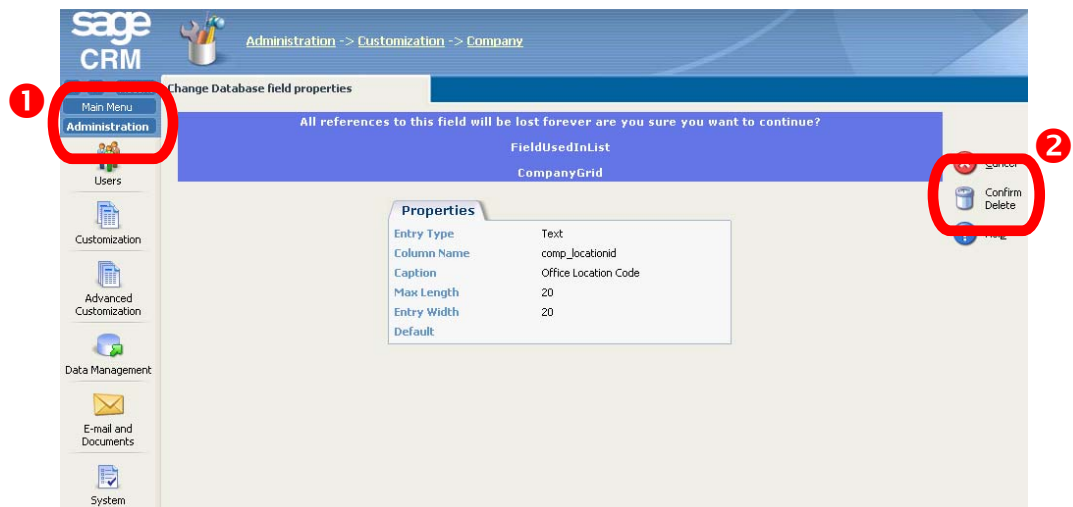 sage
CRM
Administration -> Customization -> Company
Change Database field properties
1
Main Menu
Administration
All references to this field will be lost forever are you sure you want to continue?
FieldUsedInList
CompanyGrid
2
Cancel
Users
Confirm
Delete
Properties
Entry Type Text
Customization
Column Name comp_locationid
Caption Office Location Code
Max Length 20
Advanced
Customization
Entry Width 20
Default
Data Management
E-mail and
Documents
System